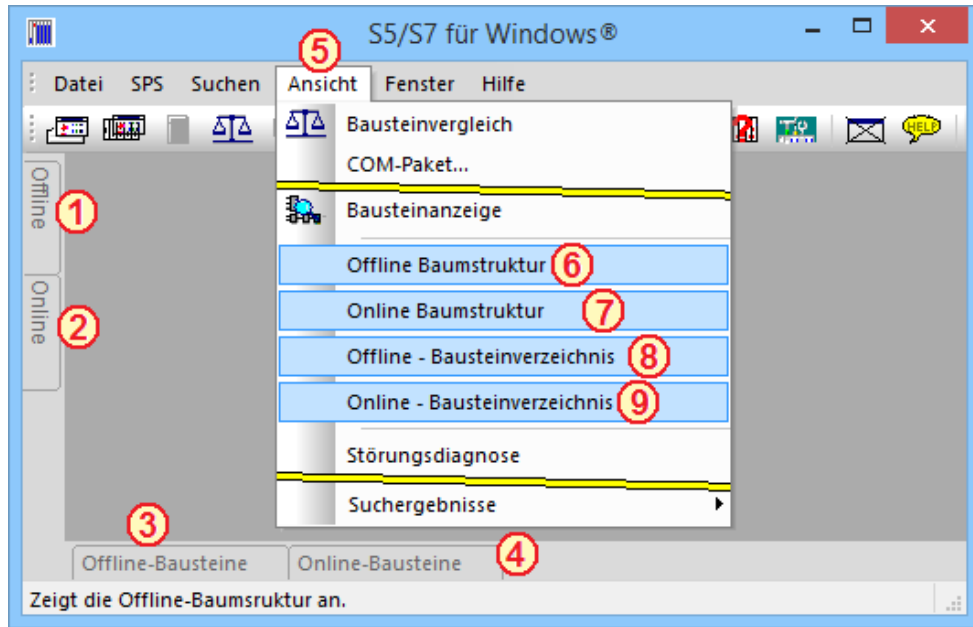 S5/S7 für Windows®
5
Datei SPS Suchen Ansicht Fenster Hilfe
HELP
Bausteinvergleich
COM-Paket...
Bausteinanzeige
Offline Baumstruktur 6
Online Baumstruktur 7
Offline - Bausteinverzeichnis 8
Online - Bausteinverzeichnis 9
Störungsdiagnose
Suchergebnisse
Offline 1
Online 2
3
Offline-Bausteine
Online-Bausteine 4
Zeigt die Offline-Baumsruktur an.